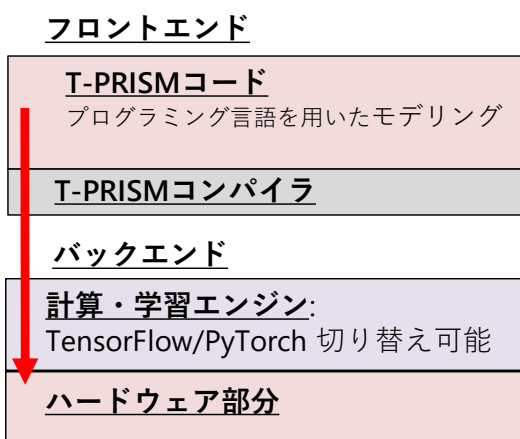 フロントエンド
T-PRISMコード
プログラミング言語を用いたモデリング
T-PRISMコンパイラ
バックエンド
計算・学習エンジン:
TensorFlow/PyTorch 切り替え可能
ハードウェア部分